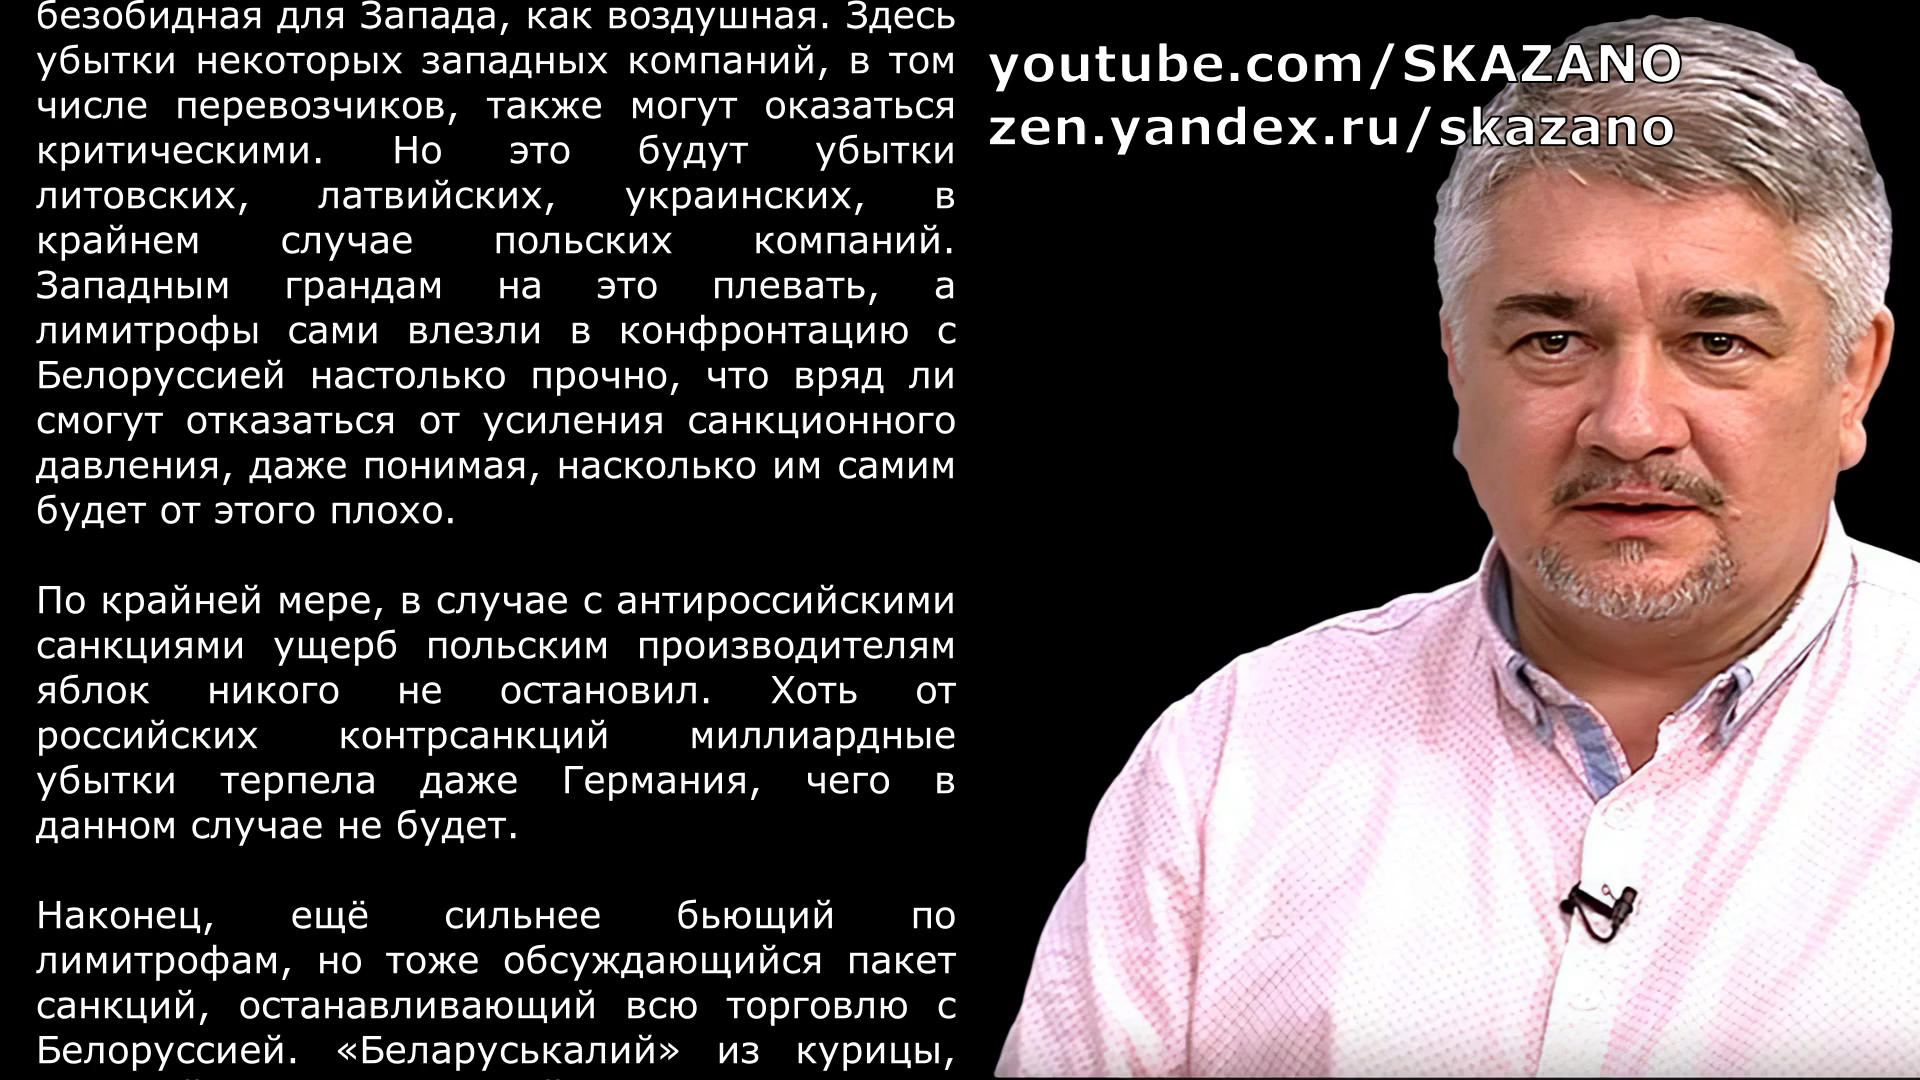 безобидная для Запада, как воздушная. Здесь
убытки некоторых западных компаний, в том
числе перевозчиков, также могут оказаться
критическими. Но это будут убытки
литовских, латвийских, украинских, в
крайнем случае польских компаний.
Западным грандам на это плевать, а
лимитрофы сами влезли в конфронтацию с
Белоруссией настолько прочно, что вряд ли
смогут отказаться от усиления санкционного
давления, даже понимая, насколько им самим
будет от этого плохо.
По крайней мере, в случае с антироссийскими
санкциями ущерб польским производителям
яблок никого не остановил. Хоть от
российских контрсанкций миллиардные
убытки терпела даже Германия, чего в
данном случае не будет.
Наконец, ещё сильнее бьющий по
лимитрофам, но тоже обсуждающийся пакет
санкций, останавливающий всю торговлю с
Белоруссией. «Беларуськалий» из курицы,
youtube.com/SKAZANO
zen.yandex.ru/skazano